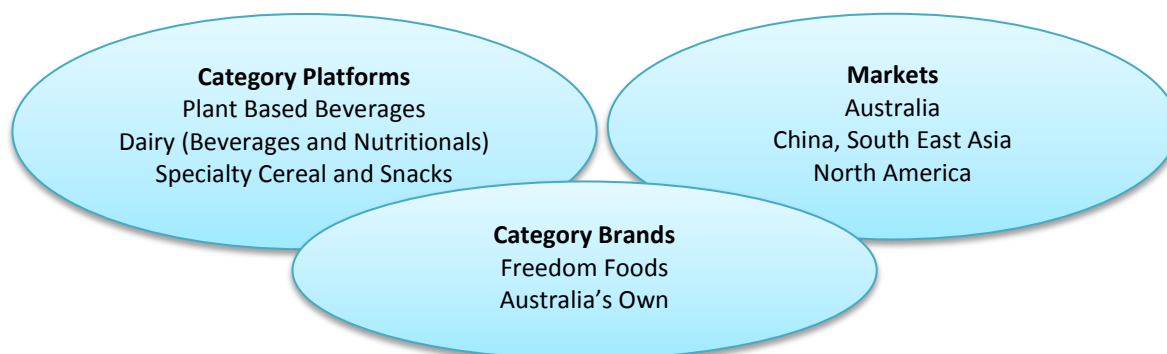 Category Platforms
Plant Based Beverages
Dairy (Beverages and Nutritionals)
Specialty Cereal and Snacks
Markets
Australia
China, South East Asia
North America
Category Brands
Freedom Foods
Australia’s Own